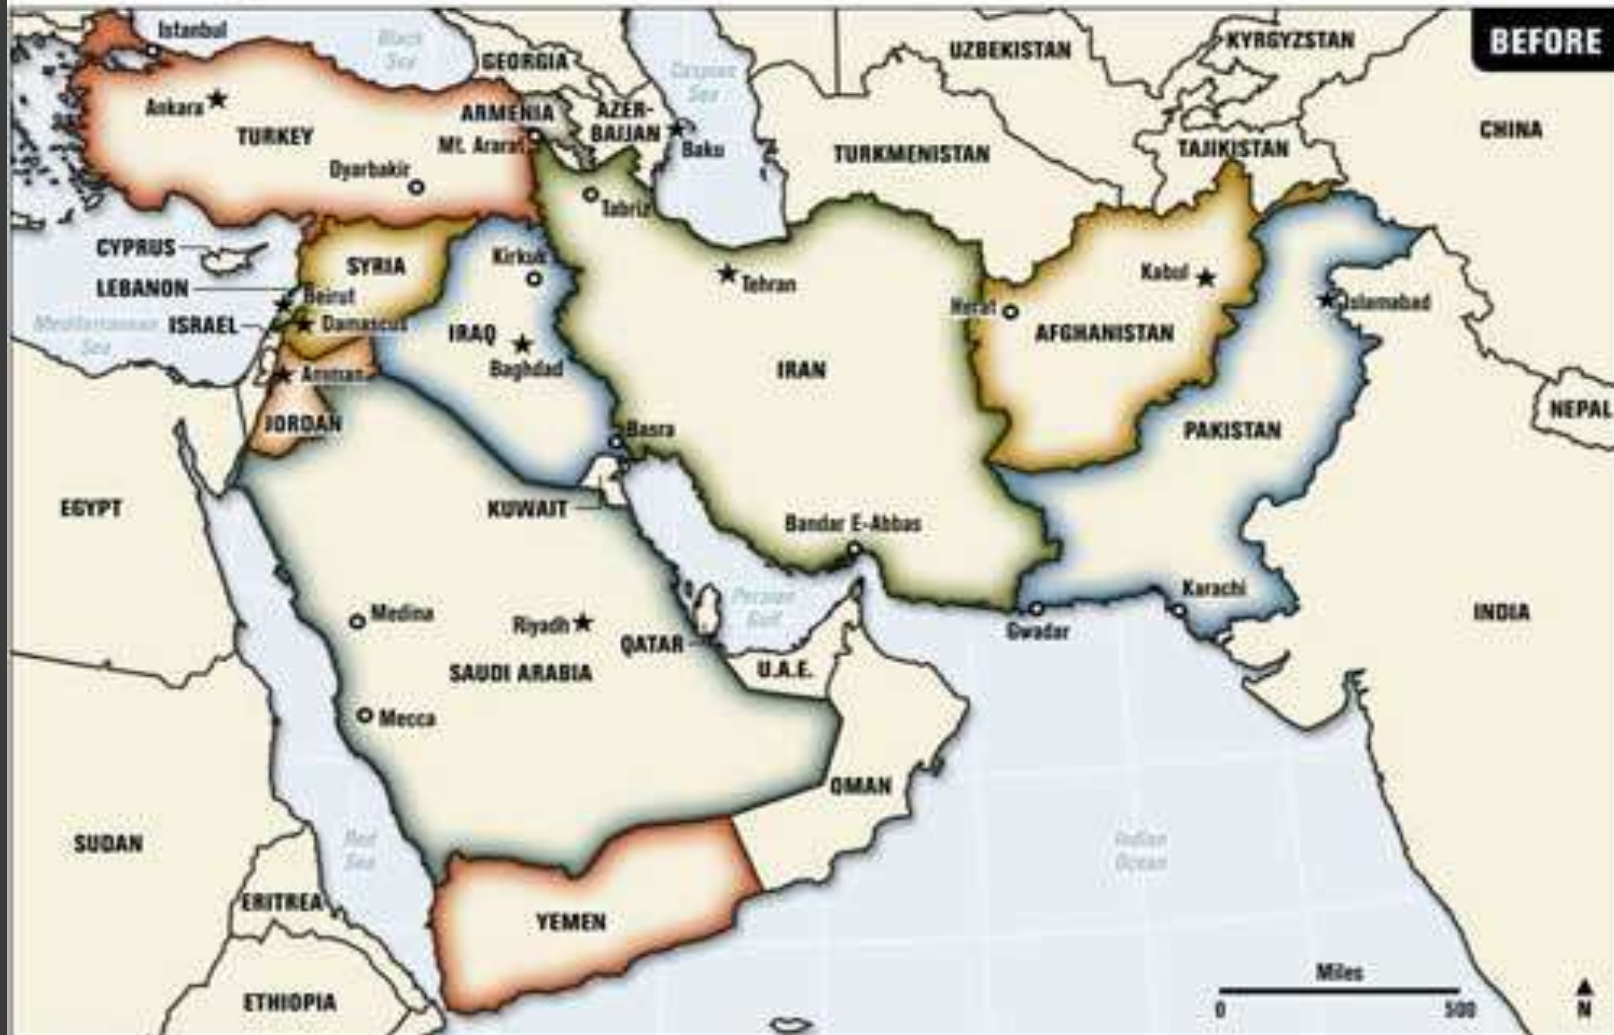 BEFORE
Istanbul
Black
Sea
GEORGIA
UZBEKISTAN
KYRGYZSTAN
Ankara
TURKEY
ARMENIA
AZER-
BAIJAN
Caspian
Sea
Mt. Ararat
Baku
TURKMENISTAN
TAJIKISTAN
CHINA
Dyarbakir
Tabriz
CYPRUS
SYRIA
Kirkuk
Tehran
Kabul
LEBANON
Beirut
Herat
Islamabad
Mediterranean
Sea
ISRAEL
Damascus
IRAQ
AFGHANISTAN
Baghdad
IRAN
Amman
JORDAN
NEPAL
Basra
PAKISTAN
EGYPT
KUWAIT
Bandar E-Abbas
Medina
Riyadh
Persian
Gulf
Karachi
Gwadar
INDIA
QATAR
SAUDI ARABIA
U.A.E.
Mecca
OMAN
SUDAN
Red
Sea
Indian
Ocean
ERITREA
YEMEN
ETHIOPIA
Miles
0
500
N